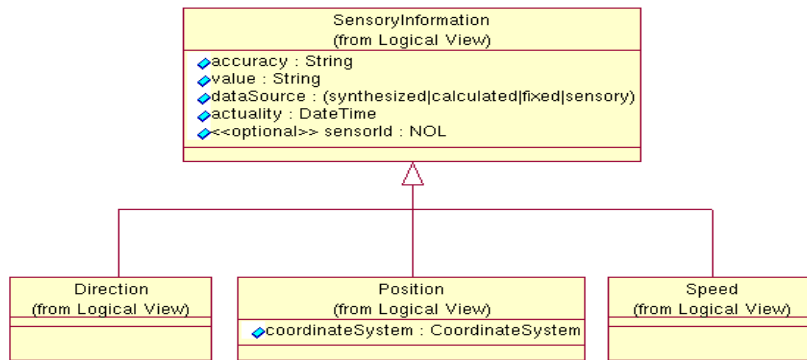 SensoryInformation
(from Logical View)
accuracy : String
value : String
dataSource : (synthesized|calculated|fixed|sensory)
actuality : DateTime
<<optional>> sensorId : NOL
Direction
(from Logical View)
Position
(from Logical View)
coordinateSystem : CoordinateSystem
Speed
(from Logical View)